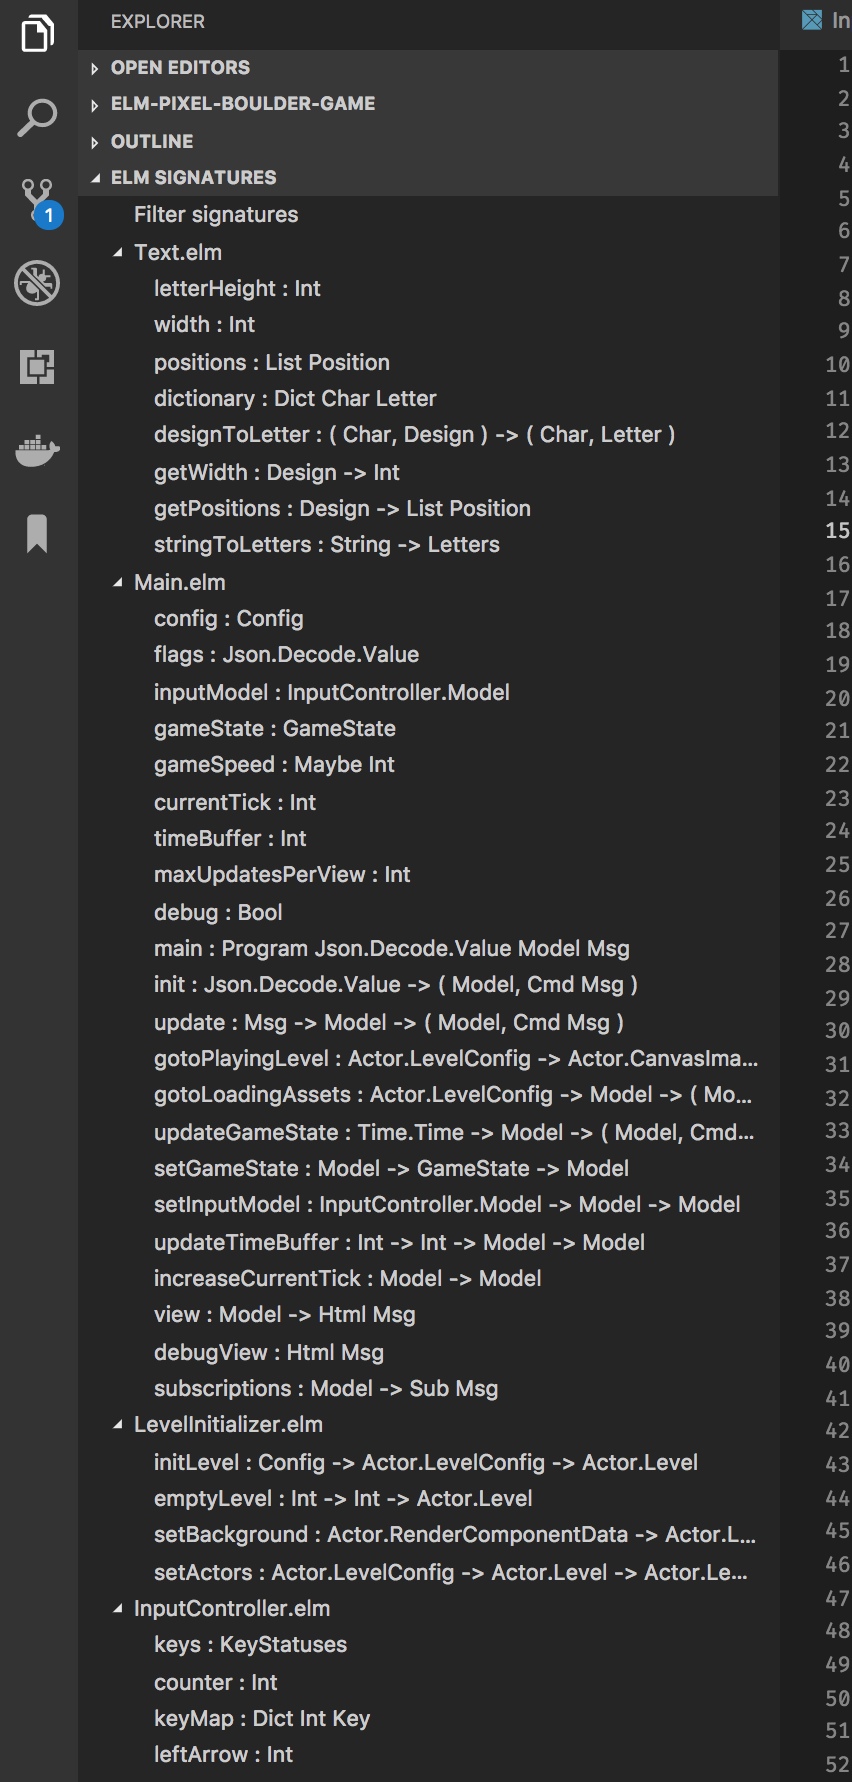 EXPLORER
In
OPEN EDITORS
ELM-PIXEL-BOULDER-GAME
OUTLINE
ELM SIGNATURES
Filter signatures
1
Text.elm
letterHeight : Int
width : Int
positions : List Position
dictionary : Dict Char Letter
designToLetter : ( Char, Design ) -> ( Char, Letter )
getWidth : Design -> Int
getPositions : Design -> List Position
stringToLetters : String -> Letters
Main.elm
config : Config
flags : Json.Decode.Value
inputModel : InputController.Model
gameState : GameState
gameSpeed : Maybe Int
currentTick : Int
timeBuffer : Int
maxUpdatesPerView : Int
debug : Bool
main : Program Json.Decode.Value Model Msg
init : Json.Decode.Value -> ( Model, Cmd Msg )
update : Msg -> Model -> ( Model, Cmd Msg )
gotoPlayingLevel : Actor.LevelConfig -> Actor.CanvasIma...
gotoLoadingAssets : Actor.LevelConfig -> Model -> ( Mo...
updateGameState : Time.Time -> Model -> ( Model, Cmd...
setGameState : Model -> GameState -> Model
setInputModel : InputController.Model -> Model -> Model
updateTimeBuffer : Int -> Int -> Model -> Model
increaseCurrentTick : Model -> Model
view : Model -> Html Msg
debugView : Html Msg
subscriptions : Model -> Sub Msg
LevelInitializer.elm
initLevel : Config -> Actor.LevelConfig -> Actor.Level
emptyLevel : Int -> Int -> Actor.Level
setBackground : Actor.RenderComponentData -> Actor.L...
setActors : Actor.LevelConfig -> Actor.Level -> Actor.Le...
InputController.elm
keys : KeyStatuses
counter : Int
keyMap : Dict Int Key
leftArrow : Int
1
2
3
4
5
6
7
8
9
10
11
12
13
14
15
16
17
18
19
20
21
22
23
24
25
26
27
28
29
30
31
32
33
34
35
36
37
38
39
40
41
42
43
44
45
46
47
48
49
50
51
52